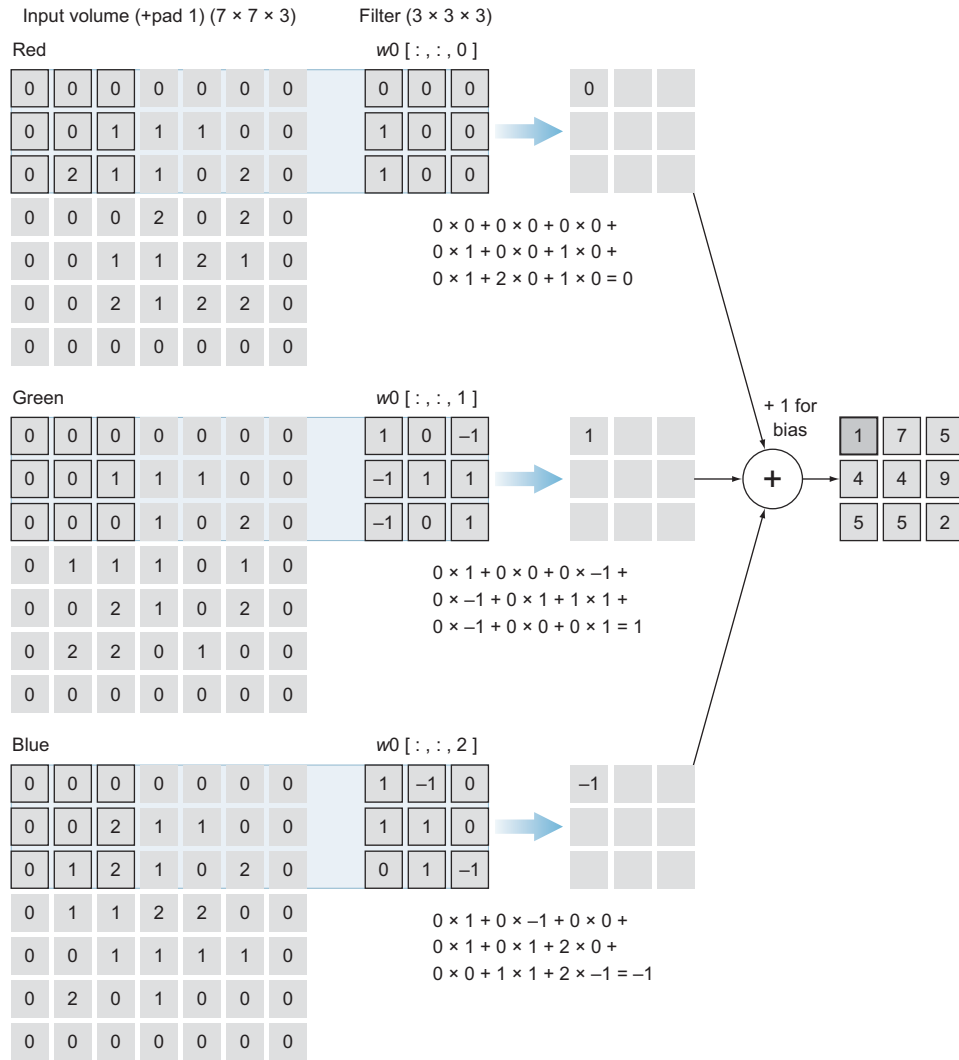 Input volume (+pad 1) (7 × 7 × 3) Filter (3 × 3 × 3)
Red w0 [ : , : , 0 ]
0 0 0 0 0 0 0 0 0 0 0
0 0 1 1 1 0 0 1 0 0
0 2 1 1 0 2 0 1 0 0
0 0 0 2 0 2 0
0 × 0 + 0 × 0 + 0 × 0 +
0 × 1 + 0 × 0 + 1 × 0 +
0 × 1 + 2 × 0 + 1 × 0 = 0
0 0 1 1 2 1 0
0 0 2 1 2 2 0
0 0 0 0 0 0 0
Green w0 [ : , : , 1 ]
0 0 0 0 0 0 0 1 0 –1 1
0 0 1 1 1 0 0 –1 1 1
0 0 0 1 0 2 0 –1 0 1
0 1 1 1 0 1 0
0 × 1 + 0 × 0 + 0 × –1 +
0 × –1 + 0 × 1 + 1 × 1 +
0 × –1 + 0 × 0 + 0 × 1 = 1
0 0 2 1 0 2 0
0 2 2 0 1 0 0
0 0 0 0 0 0 0
+ 1 for
bias
+
1 7 5
4 4 9
5 5 2
Blue w0 [ : , : , 2 ]
0 0 0 0 0 0 0 1 –1 0 –1
0 0 2 1 1 0 0 1 1 0
0 1 2 1 0 2 0 0 1 –1
0 1 1 2 2 0 0
0 × 1 + 0 × –1 + 0 × 0 +
0 × 1 + 0 × 1 + 2 × 0 +
0 × 0 + 1 × 1 + 2 × –1 = –1
0 0 1 1 1 1 0
0 2 0 1 0 0 0
0 0 0 0 0 0 0